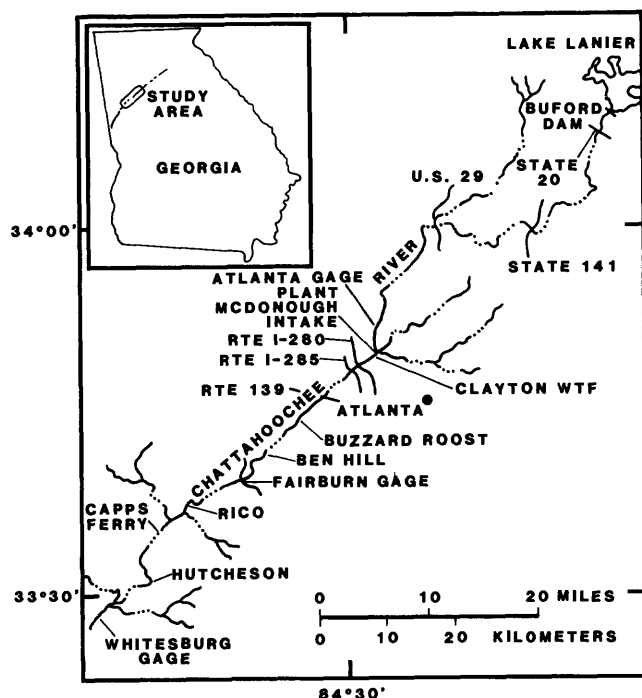 LAKE LANIER
BUFORD
DAM
STUDY
AREA
GEORGIA
STATE
20
U.S. 29
34°00'
STATE 141
RIVER
ATLANTA GAGE
PLANT
MCDONOUGH
INTAKE
RTE I-280
RTE I-285
RTE 139
CLAYTON WTF
ATLANTA
CHATTAHOOCHEE
BUZZARD ROOST
BEN HILL
FAIRBURN GAGE
RICO
CAPPS
FERRY
HUTCHESON
33°30'
WHITESBURG
GAGE
0 10 20 MILES
0 10 20 KILOMETERS
84°30'